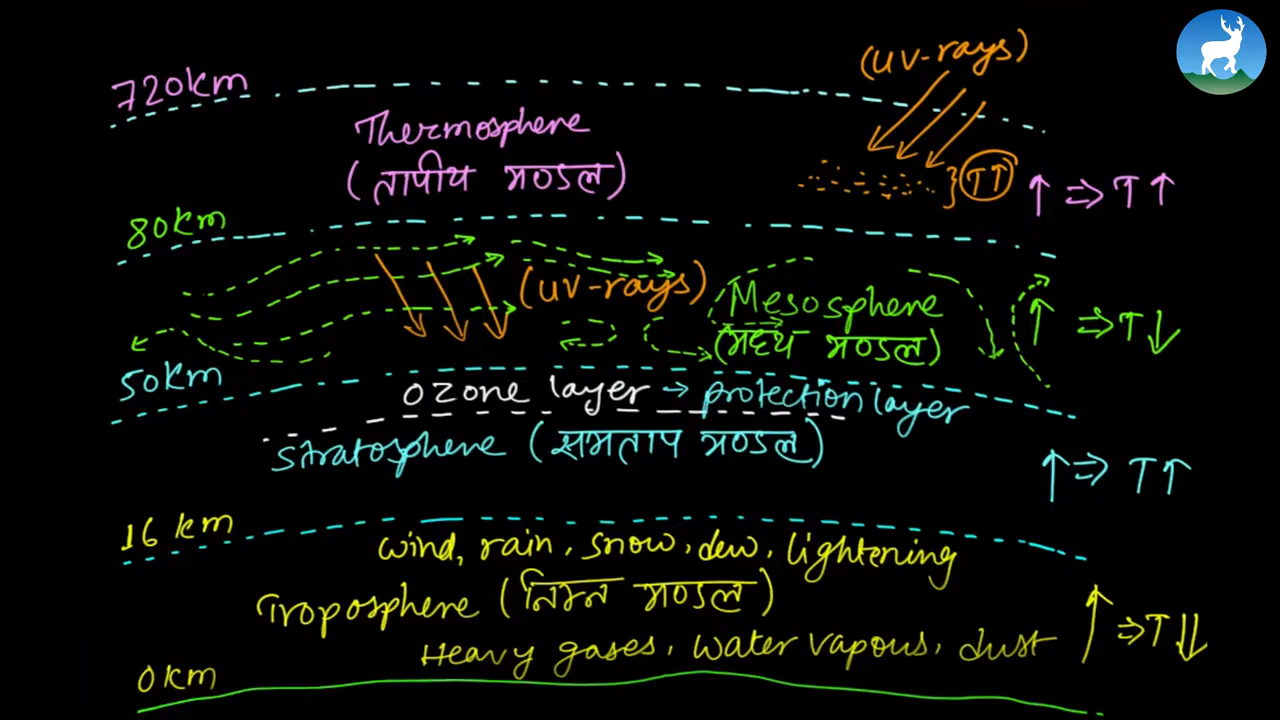 (UV-rays)
720km
Thermosphere
(तापीय मण्डल)
T↑
↑ ⇒ T↑
80km
(UV-rays)
Mesosphere
(मध्य मण्डल)
↑ ⇒ T↓
50km
Ozone layer → protection layer
Stratosphere (समताप मण्डल)
↑ ⇒ T↑
16 km
wind, rain, snow, dew, lightening
Troposphere (निम्न मण्डल)
↑ ⇒ T⇓
Heavy gases, water vapous, dust
0km